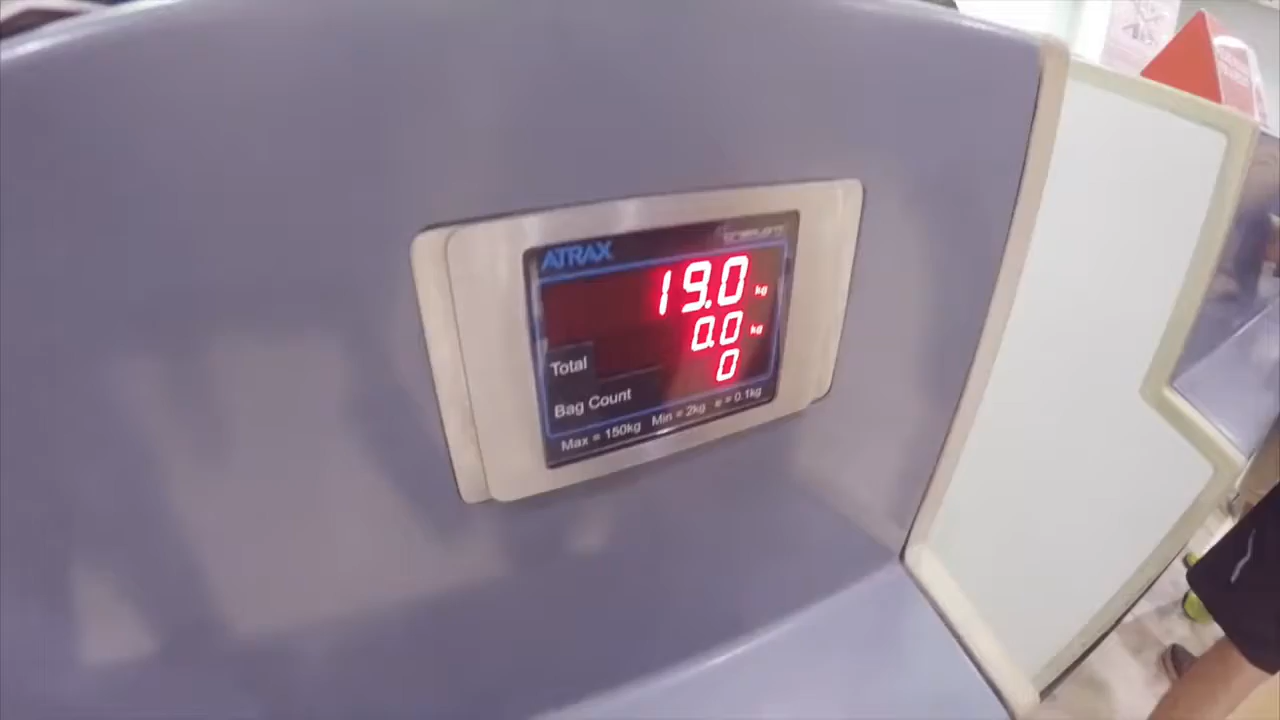 ATRAX
19.0 kg
0.0 kg
Total
0
Bag Count
Max = 150kg Min = 2kg e = 0.1kg